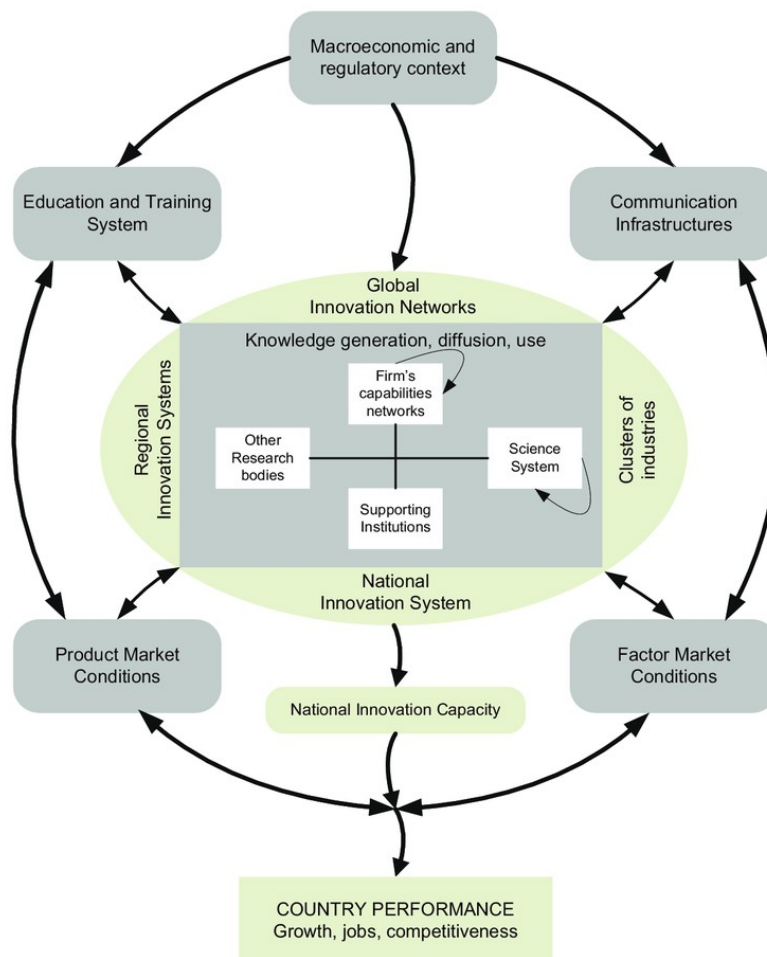 Macroeconomic and
regulatory context
Education and Training
System
Communication
Infrastructures
Global
Innovation Networks
Knowledge generation, diffusion, use
Regional
Innovation Systems
Firm's
capabilities
networks
Other
Research
bodies
Science
System
Clusters of
industries
Supporting
Institutions
National
Innovation System
Product Market
Conditions
Factor Market
Conditions
National Innovation Capacity
COUNTRY PERFORMANCE
Growth, jobs, competitiveness